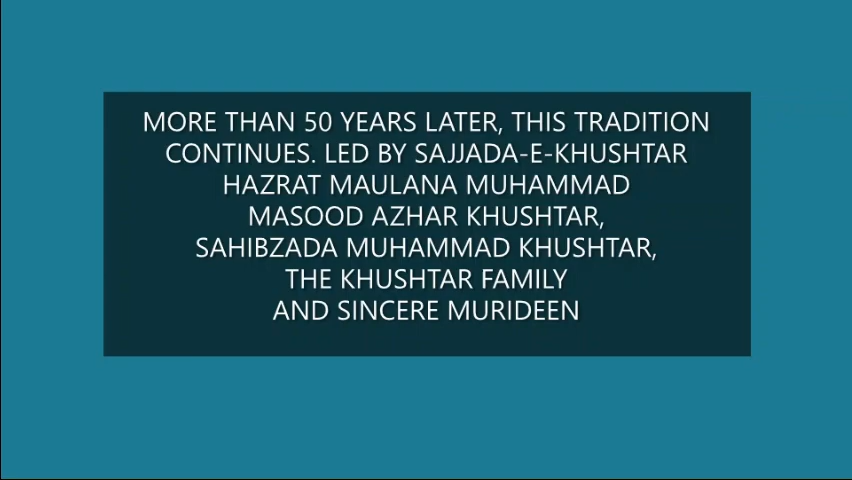 MORE THAN 50 YEARS LATER, THIS TRADITION
CONTINUES. LED BY SAJJADA-E-KHUSHTAR
HAZRAT MAULANA MUHAMMAD
MASOOD AZHAR KHUSHTAR,
SAHIBZADA MUHAMMAD KHUSHTAR,
THE KHUSHTAR FAMILY
AND SINCERE MURIDEEN